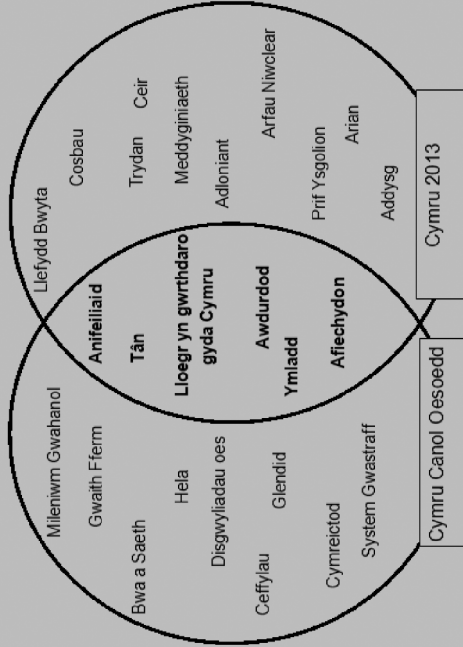 Mileniwm Gwahanol
Gwaith Fferm
Bwa a Saeth
Hela
Disgwyliadau oes
Ceffylau
Glendid
Cymreictod
System Gwastraff
Cymru Canol Oesoedd
Anifeiliaid
Tân
Lloegr yn gwrthdaro
gyda Cymru
Awdurdod
Ymladd
Afiechydon
Llefydd Bwyta
Cosbau
Trydan
Ceir
Meddyginiaeth
Adloniant
Arfau Niwclear
Prif Ysgolion
Arian
Addysg
Cymru 2013